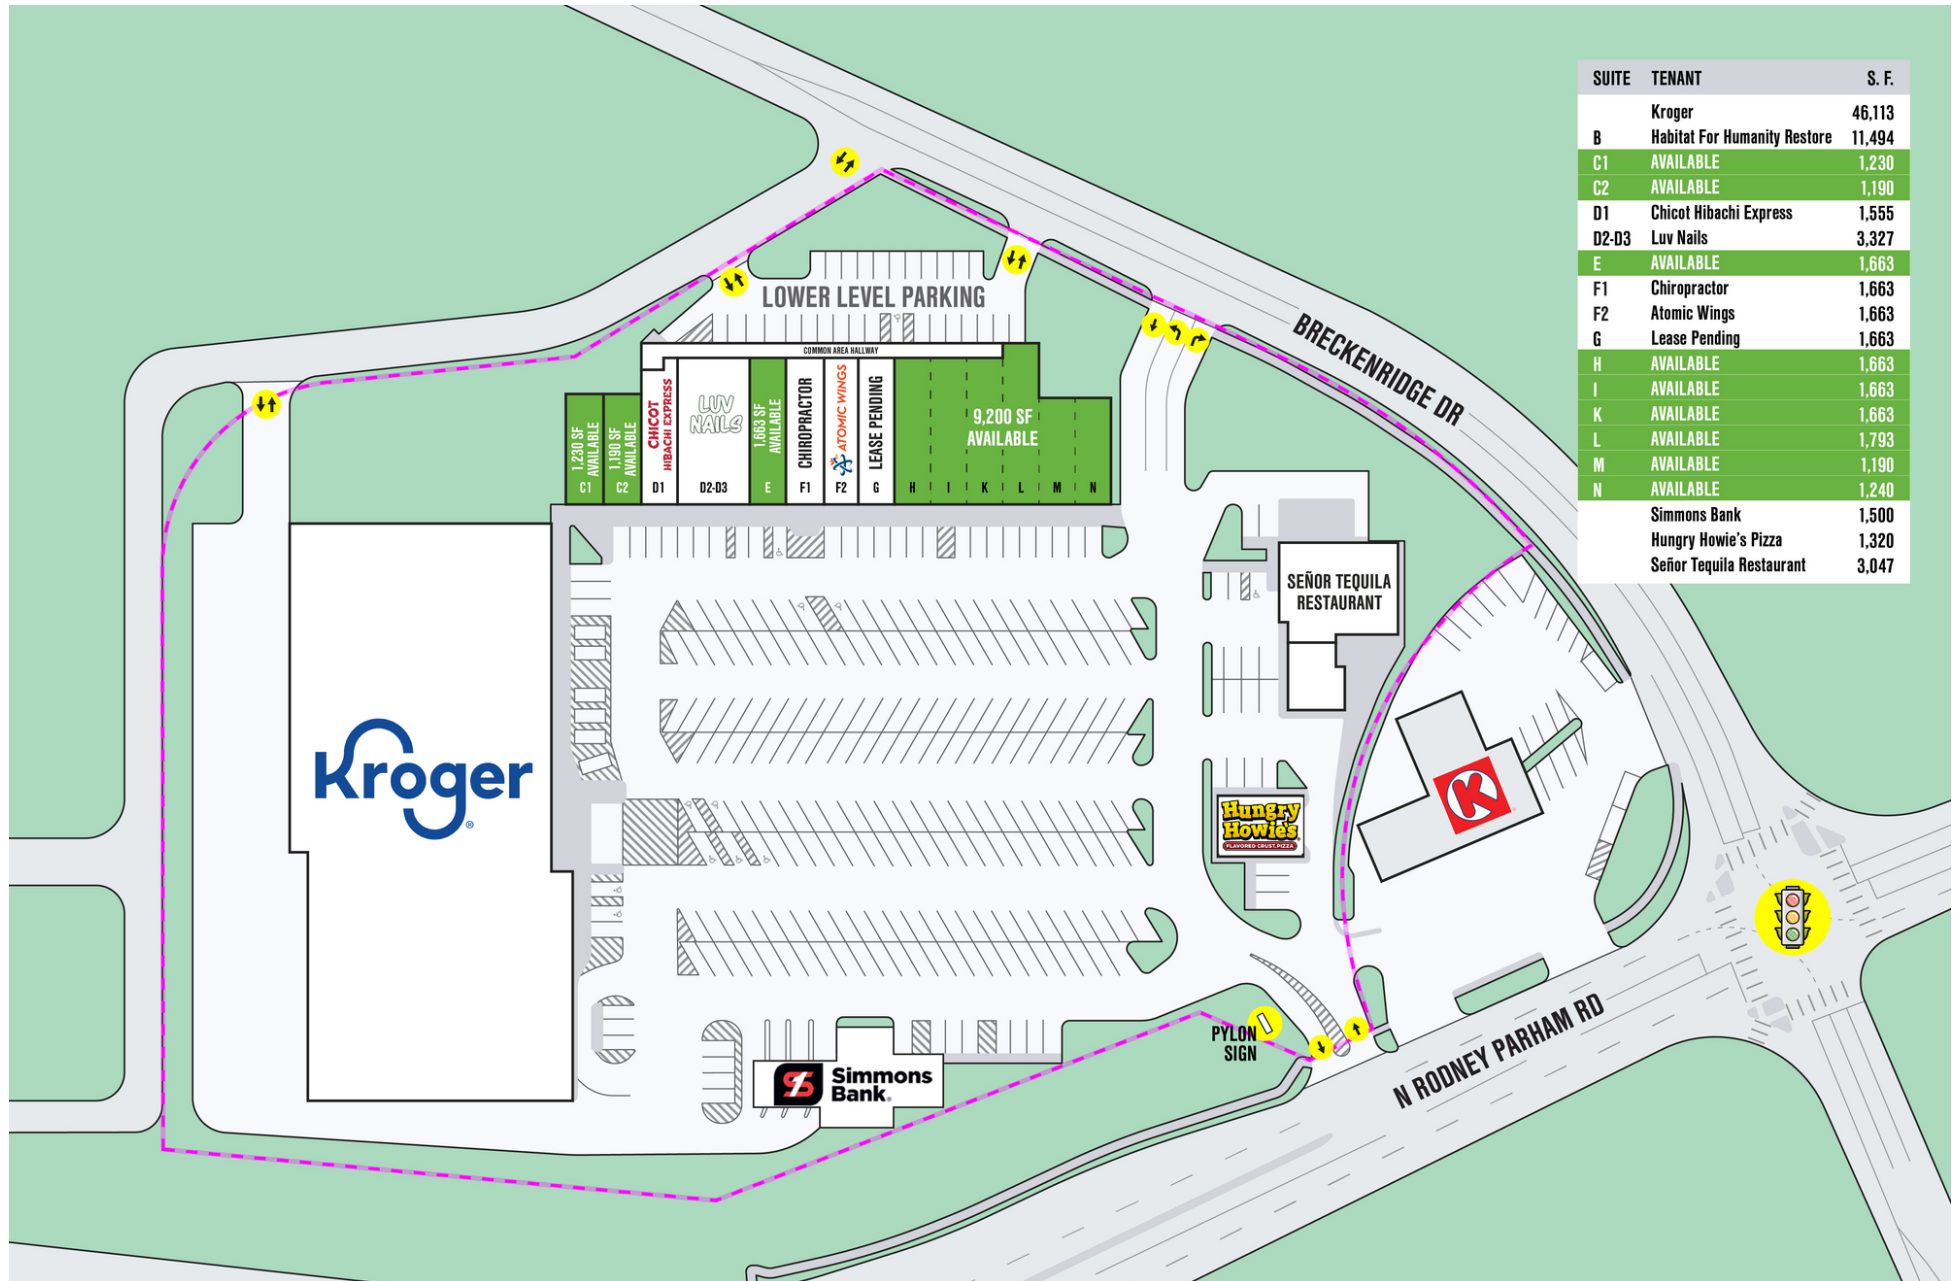 SUITE TENANT S. F.
Kroger 46,113
B Habitat For Humanity Restore 11,494
C1 AVAILABLE 1,230
C2 AVAILABLE 1,190
D1 Chicot Hibachi Express 1,555
D2-D3 Luv Nails 3,327
E AVAILABLE 1,663
F1 Chiropractor 1,663
F2 Atomic Wings 1,663
G Lease Pending 1,663
H AVAILABLE 1,663
I AVAILABLE 1,663
K AVAILABLE 1,663
L AVAILABLE 1,793
M AVAILABLE 1,190
N AVAILABLE 1,240
Simmons Bank 1,500
Hungry Howie's Pizza 1,320
Señor Tequila Restaurant 3,047
LOWER LEVEL PARKING
BRECKENRIDGE DR
COMMON AREA HALLWAY
1,230 SF
AVAILABLE
C1
1,190 SF
AVAILABLE
C2
CHICOT
HIBACHI EXPRESS
D1
LUV
NAILS
D2-D3
1,663 SF
AVAILABLE
E
CHIROPRACTOR
F1
ATOMIC WINGS
F2
LEASE PENDING
G
9,200 SF
AVAILABLE
H I K L M N
SEÑOR TEQUILA
RESTAURANT
Kroger®
Hungry
Howie's
FLAVORED CRUST PIZZA
K
PYLON
SIGN
Simmons
Bank
N RODNEY PARHAM RD